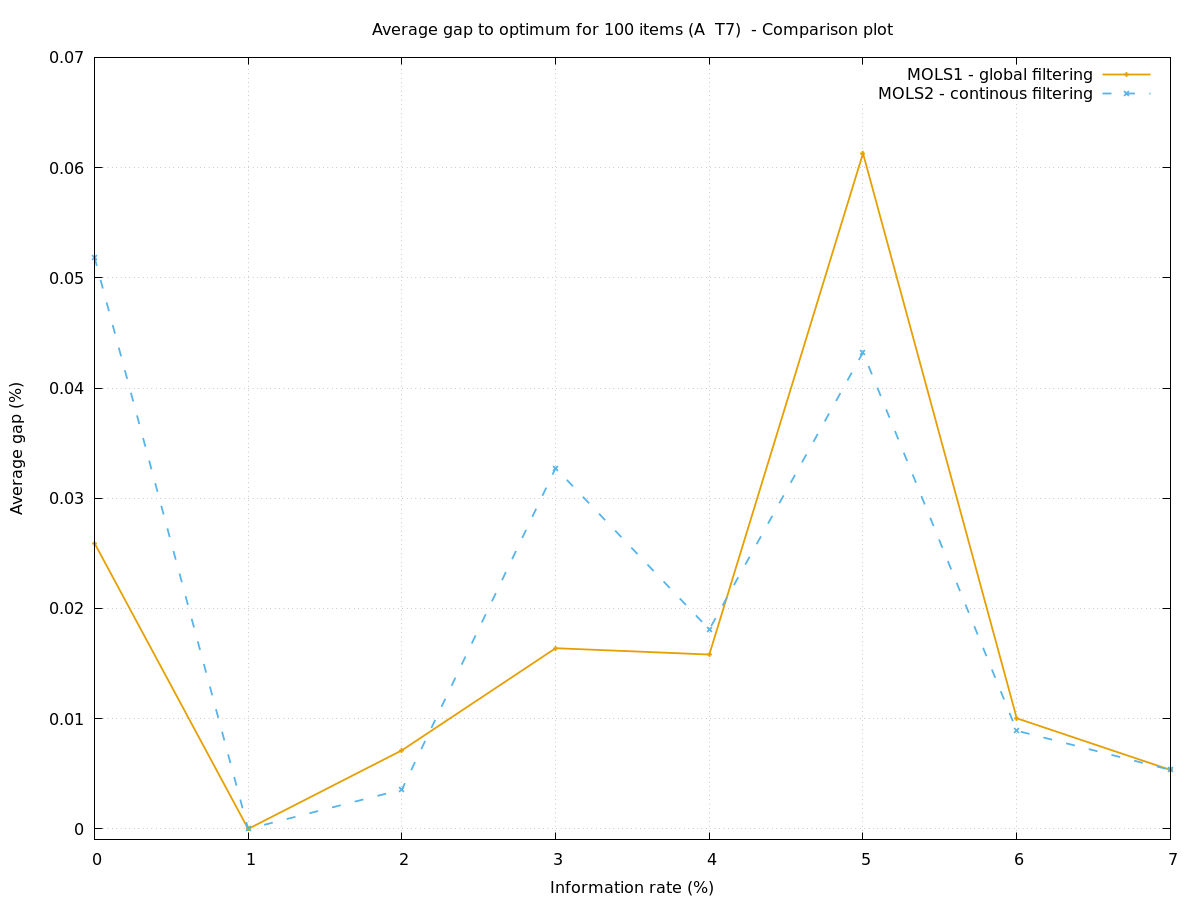 Average gap to optimum for 100 items (A  T7)  - Comparison plot
MOLS1 - global filtering
MOLS2 - continous filtering
0.07
0.06
0.05
0.04
0.03
0.02
0.01
0
Average gap (%)
0 1 2 3 4 5 6 7
Information rate (%)